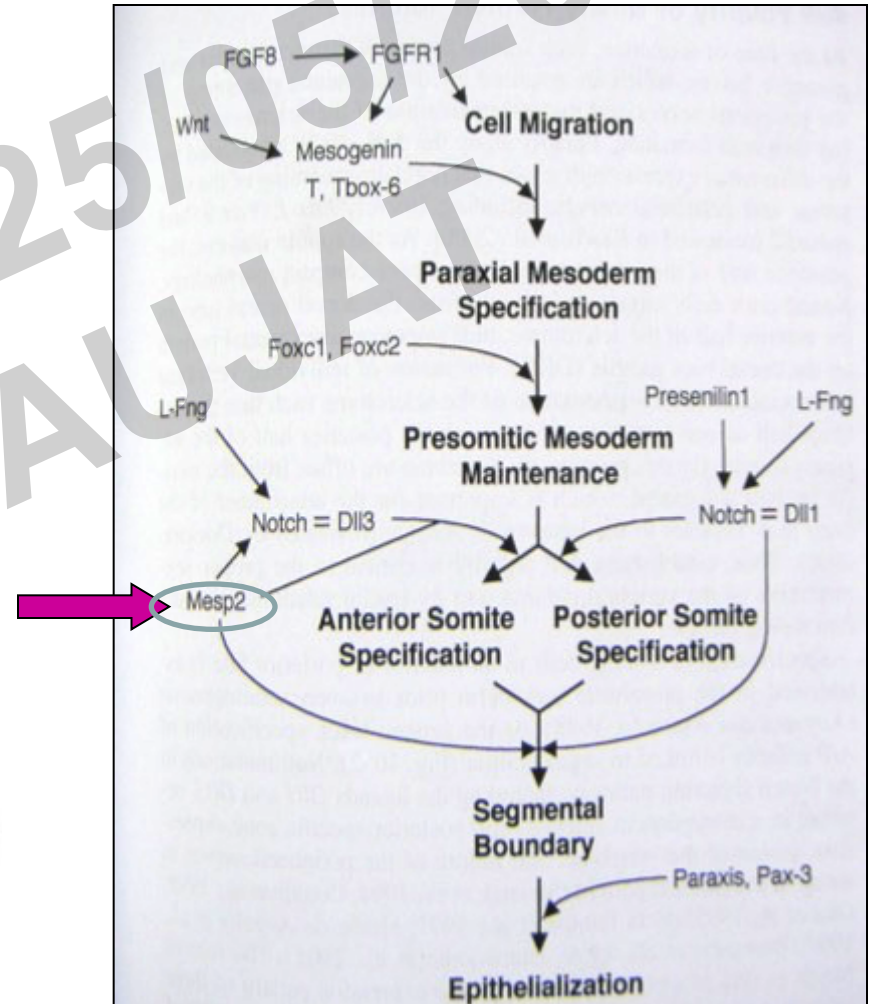 25/05/20
AUJAT
FGF8
FGFR1
Wnt
Cell Migration
Mesogenin
T, Tbox-6
Paraxial Mesoderm
Specification
Foxc1, Foxc2
L-Fng
Presenilin1
L-Fng
Presomitic Mesoderm
Maintenance
Notch = Dll3
Notch = Dll1
Mesp2
Anterior Somite
Specification
Posterior Somite
Specification
Segmental
Boundary
Paraxis, Pax-3
Epithelialization